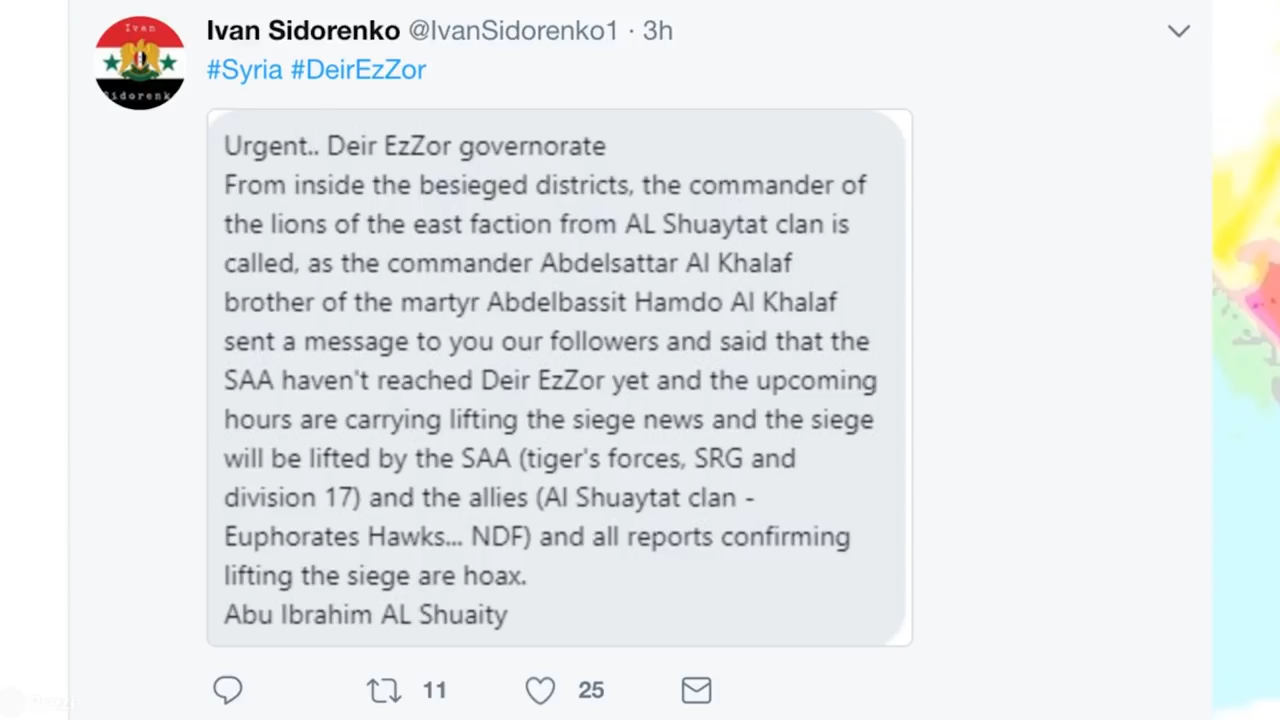 Ivan Sidorenko @IvanSidorenko1 · 3h
Ivan
Sidorenk
#Syria #DeirEzZor
Urgent.. Deir EzZor governorate
From inside the besieged districts, the commander of
the lions of the east faction from AL Shuaytat clan is
called, as the commander Abdelsattar Al Khalaf
brother of the martyr Abdelbassit Hamdo Al Khalaf
sent a message to you our followers and said that the
SAA haven't reached Deir EzZor yet and the upcoming
hours are carrying lifting the siege news and the siege
will be lifted by the SAA (tiger's forces, SRG and
division 17) and the allies (Al Shuaytat clan -
Euphorates Hawks... NDF) and all reports confirming
lifting the siege are hoax.
Abu Ibrahim AL Shuaity
11
25